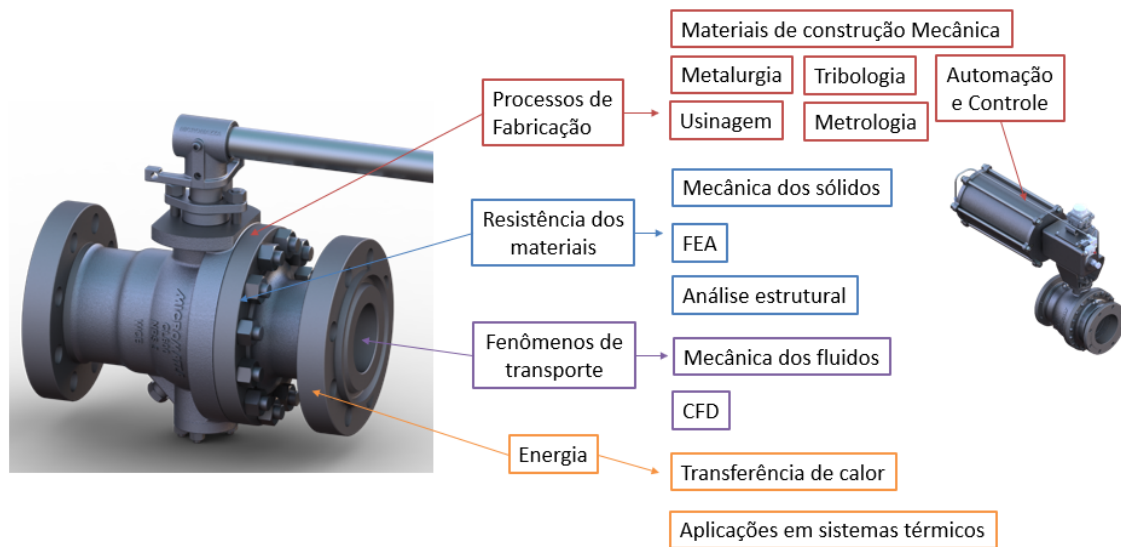 Materiais de construção Mecânica
Metalurgia
Tribologia
Automação
e Controle
Processos de
Fabricação
Usinagem
Metrologia
Mecânica dos sólidos
Resistência dos
materiais
FEA
Análise estrutural
Fenômenos de
transporte
Mecânica dos fluidos
CFD
Energia
Transferência de calor
Aplicações em sistemas térmicos